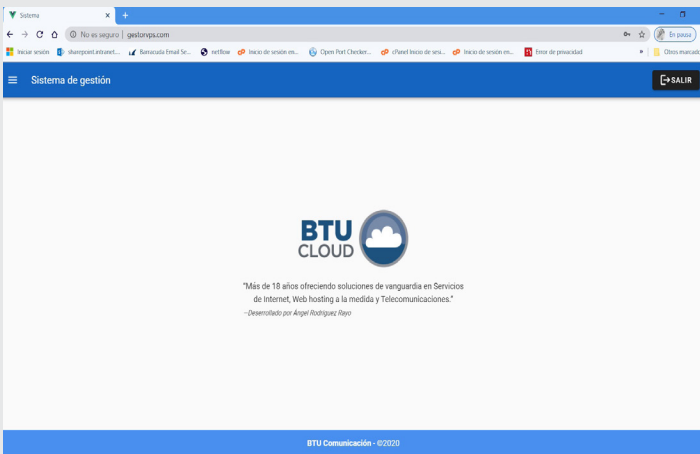 Sistema
No es seguro | gestorvps.com
En pausa
Iniciar sesión
sharepoint.intranet...
Barracuda Email Se...
netflow
Inicio de sesión en...
Open Port Checker...
cPanel Inicio de sesi...
Inicio de sesión en...
Error de privacidad
»
Otros marcado
Sistema de gestión
SALIR
BTU
CLOUD
"Más de 18 años ofreciendo soluciones de vanguardia en Servicios
de Internet, Web hosting a la medida y Telecomunicaciones."
—Deserrollado por Ángel Rodríguez Rayo
BTU Comunicación - ©2020